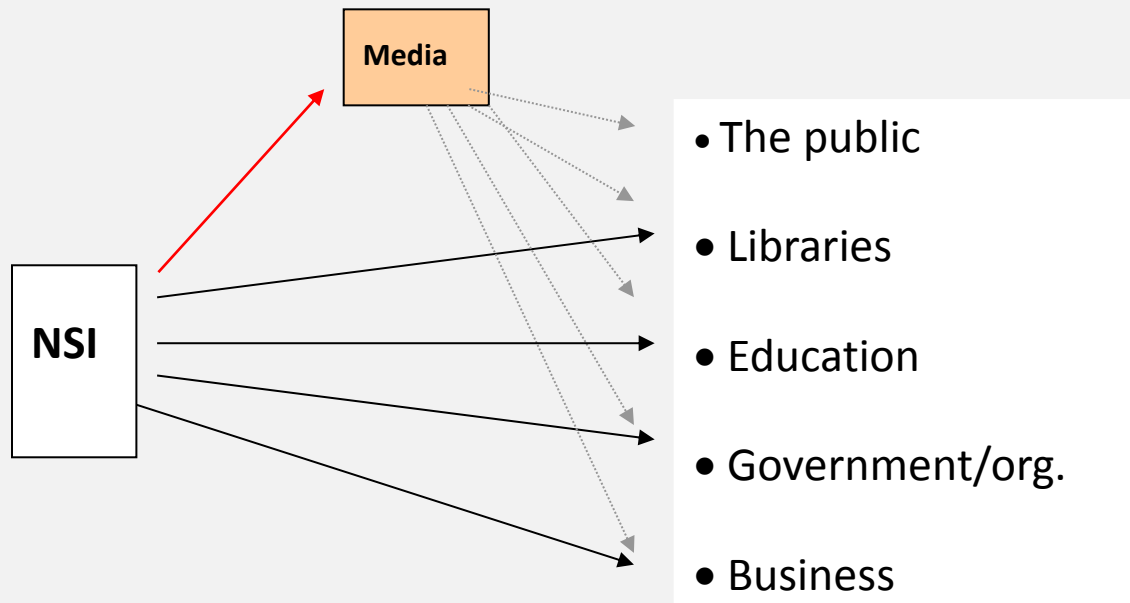 Media
NSI
• The public
• Libraries
• Education
• Government/org.
• Business